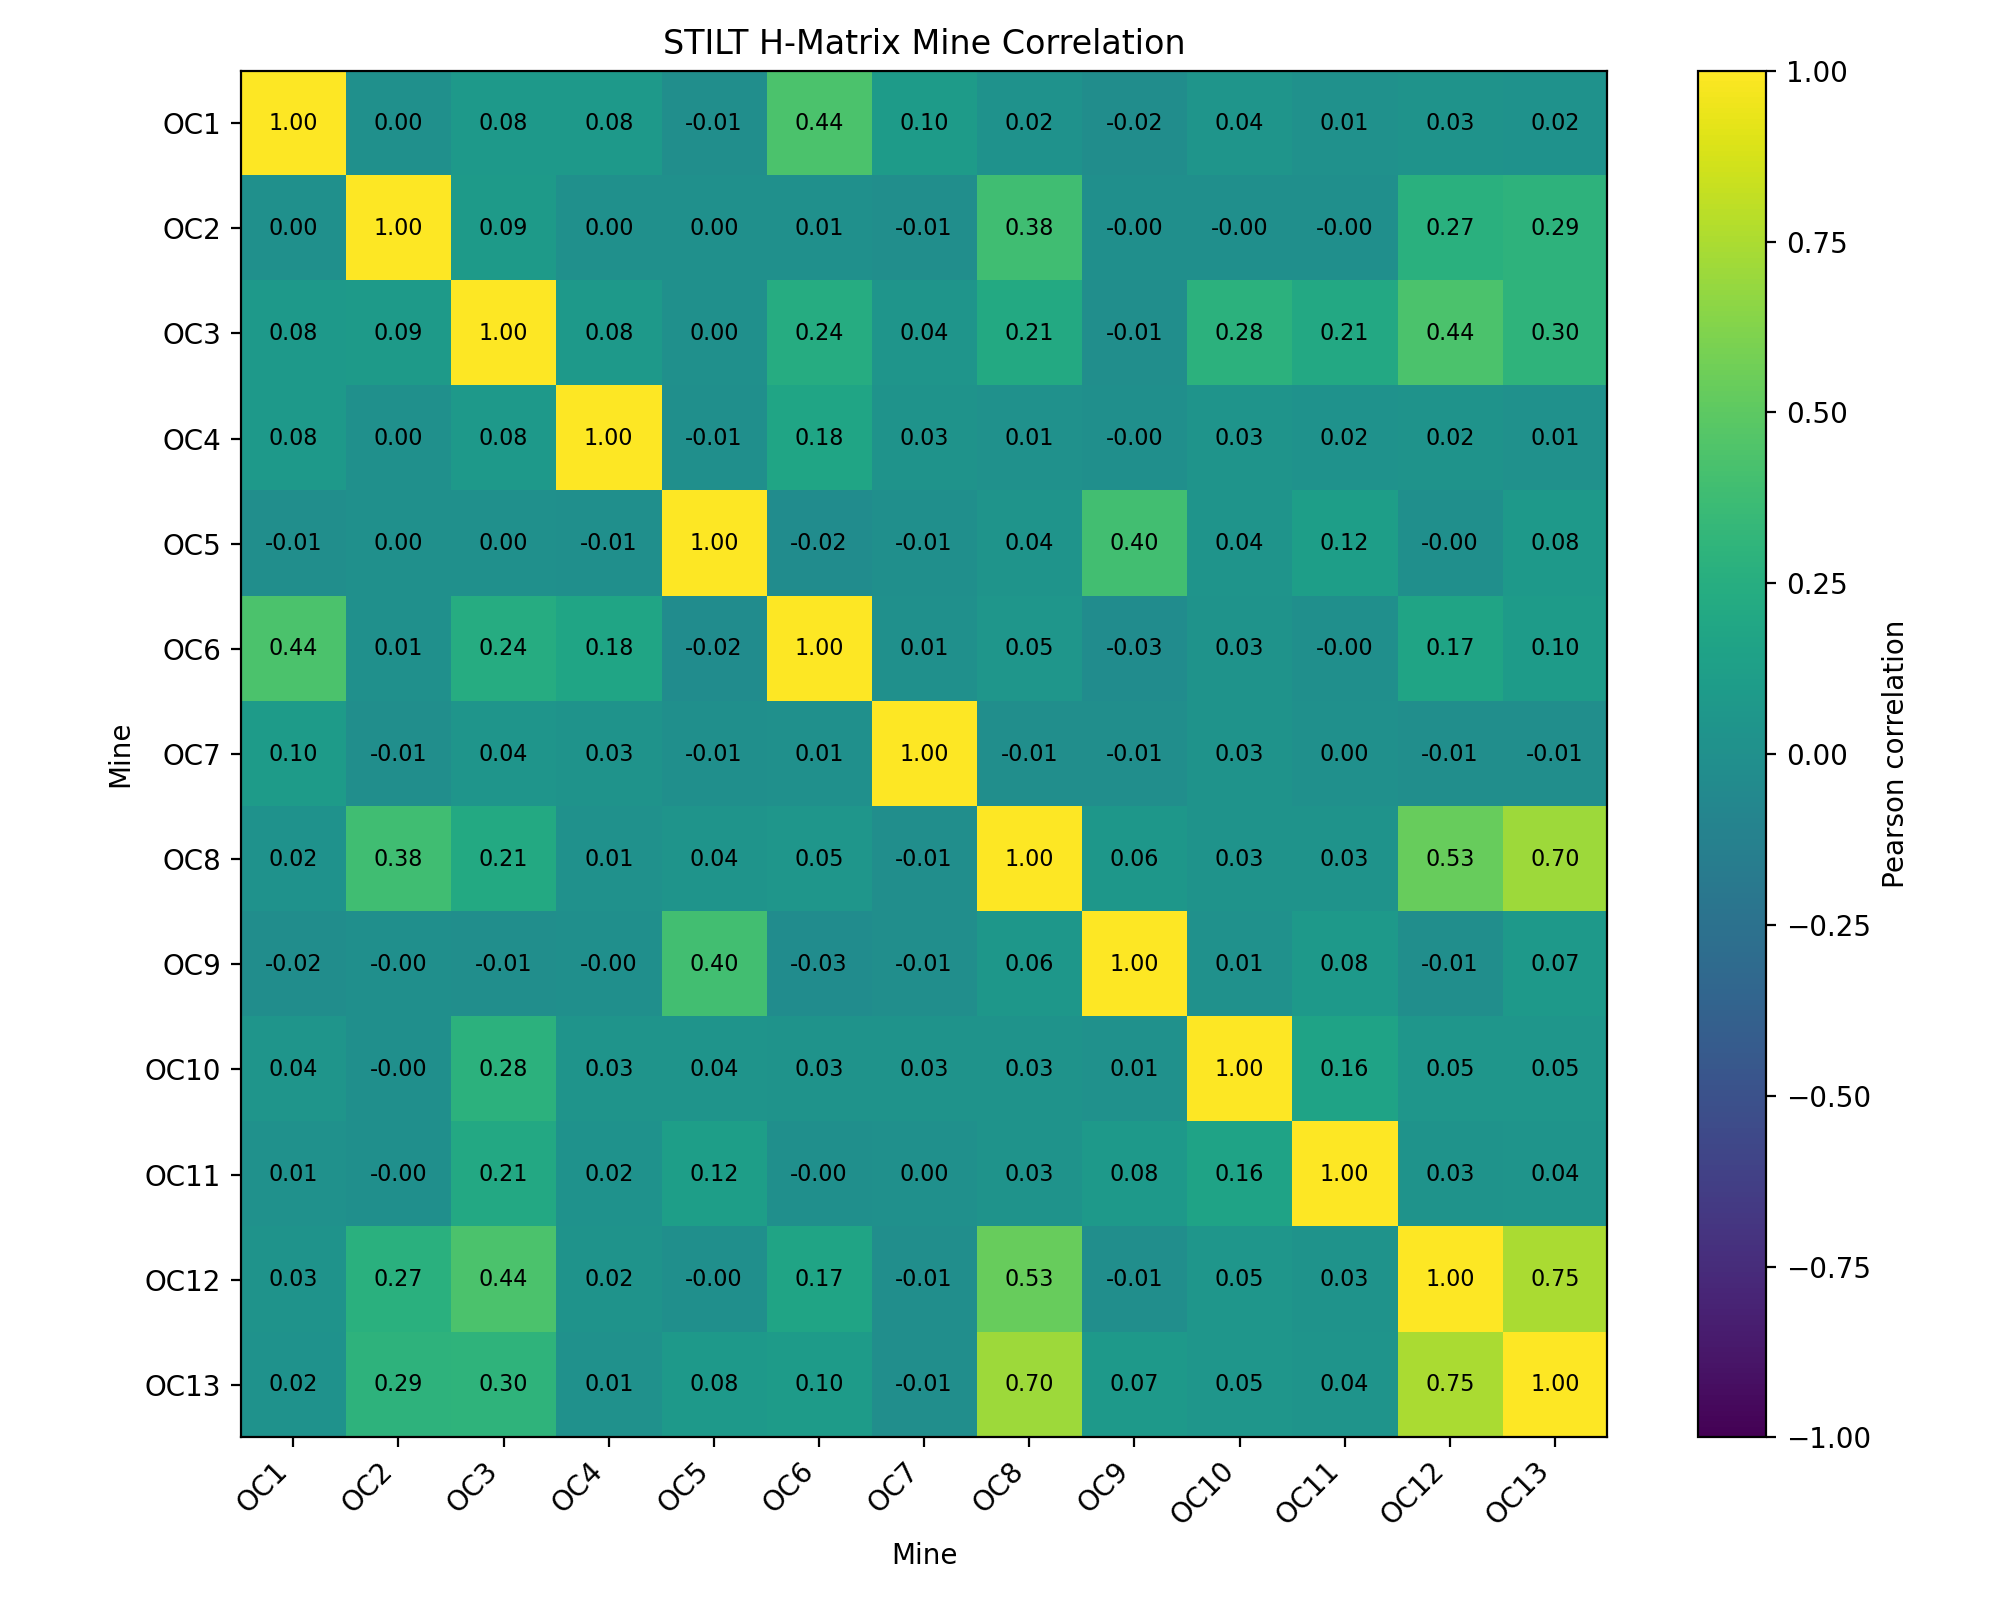 STILT H-Matrix Mine Correlation
OC1 1.00 0.00 0.08 0.08 -0.01 0.44 0.10 0.02 -0.02 0.04 0.01 0.03 0.02
OC2 0.00 1.00 0.09 0.00 0.00 0.01 -0.01 0.38 -0.00 -0.00 -0.00 0.27 0.29
OC3 0.08 0.09 1.00 0.08 0.00 0.24 0.04 0.21 -0.01 0.28 0.21 0.44 0.30
OC4 0.08 0.00 0.08 1.00 -0.01 0.18 0.03 0.01 -0.00 0.03 0.02 0.02 0.01
OC5 -0.01 0.00 0.00 -0.01 1.00 -0.02 -0.01 0.04 0.40 0.04 0.12 -0.00 0.08
OC6 0.44 0.01 0.24 0.18 -0.02 1.00 0.01 0.05 -0.03 0.03 -0.00 0.17 0.10
OC7 0.10 -0.01 0.04 0.03 -0.01 0.01 1.00 -0.01 -0.01 0.03 0.00 -0.01 -0.01
OC8 0.02 0.38 0.21 0.01 0.04 0.05 -0.01 1.00 0.06 0.03 0.03 0.53 0.70
OC9 -0.02 -0.00 -0.01 -0.00 0.40 -0.03 -0.01 0.06 1.00 0.01 0.08 -0.01 0.07
OC10 0.04 -0.00 0.28 0.03 0.04 0.03 0.03 0.03 0.01 1.00 0.16 0.05 0.05
OC11 0.01 -0.00 0.21 0.02 0.12 -0.00 0.00 0.03 0.08 0.16 1.00 0.03 0.04
OC12 0.03 0.27 0.44 0.02 -0.00 0.17 -0.01 0.53 -0.01 0.05 0.03 1.00 0.75
OC13 0.02 0.29 0.30 0.01 0.08 0.10 -0.01 0.70 0.07 0.05 0.04 0.75 1.00
OC1 OC2 OC3 OC4 OC5 OC6 OC7 OC8 OC9 OC10 OC11 OC12 OC13
Mine
Mine
1.00
0.75
0.50
0.25
0.00
−0.25
−0.50
−0.75
−1.00
Pearson correlation